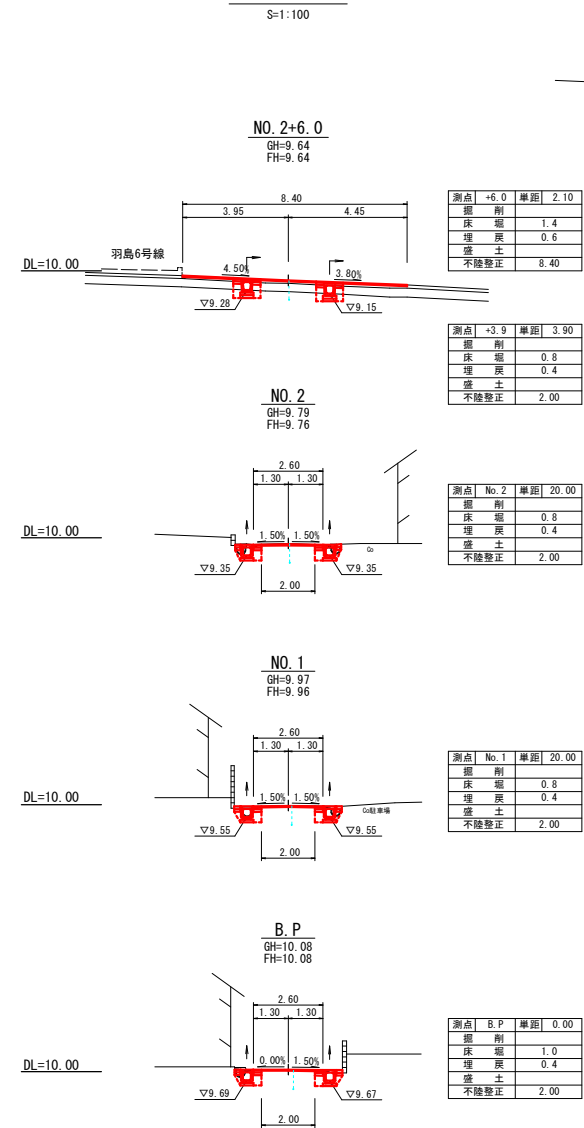 S=1:100
NO. 2+6. 0
GH=9. 64
FH=9. 64
8. 40
3. 95 4. 45
羽島6号線
DL=10. 00
4. 50% 3. 80%
▽9. 28 ▽9. 15
測点 +6. 0 単距 2. 10
掘 削
床 堀 1. 4
埋 戻 0. 6
盛 土
不陸整正 8. 40
測点 +3. 9 単距 3. 90
掘 削
床 堀 0. 8
埋 戻 0. 4
盛 土
不陸整正 2. 00
NO. 2
GH=9. 79
FH=9. 76
2. 60
1. 30 1. 30
DL=10. 00
1. 50% 1. 50%
Co
▽9. 35 ▽9. 35
2. 00
測点 No. 2 単距 20. 00
掘 削
床 堀 0. 8
埋 戻 0. 4
盛 土
不陸整正 2. 00
NO. 1
GH=9. 97
FH=9. 96
2. 60
1. 30 1. 30
DL=10. 00
1. 50% 1. 50%
Co駐車場
▽9. 55 ▽9. 55
2. 00
測点 No. 1 単距 20. 00
掘 削
床 堀 0. 8
埋 戻 0. 4
盛 土
不陸整正 2. 00
B. P
GH=10. 08
FH=10. 08
2. 60
1. 30 1. 30
DL=10. 00
0. 00% 1. 50%
▽9. 69 ▽9. 67
2. 00
測点 B. P 単距 0. 00
掘 削
床 堀 1. 0
埋 戻 0. 4
盛 土
不陸整正 2. 00